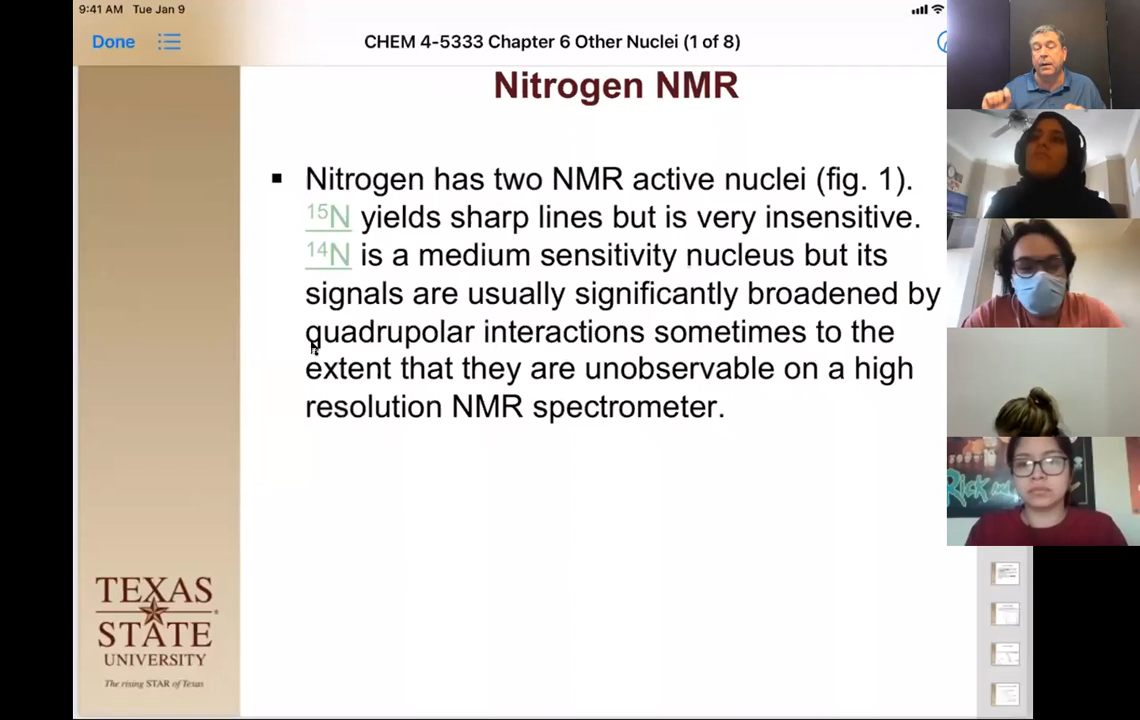 9:41 AM Tue Jan 9
Done
CHEM 4-5333 Chapter 6 Other Nuclei (1 of 8)
Nitrogen NMR
▪ Nitrogen has two NMR active nuclei (fig. 1).
15N yields sharp lines but is very insensitive.
14N is a medium sensitivity nucleus but its
signals are usually significantly broadened by
quadrupolar interactions sometimes to the
extent that they are unobservable on a high
resolution NMR spectrometer.
TEXAS
STATE
UNIVERSITY
The rising STAR of Texas
Rick and